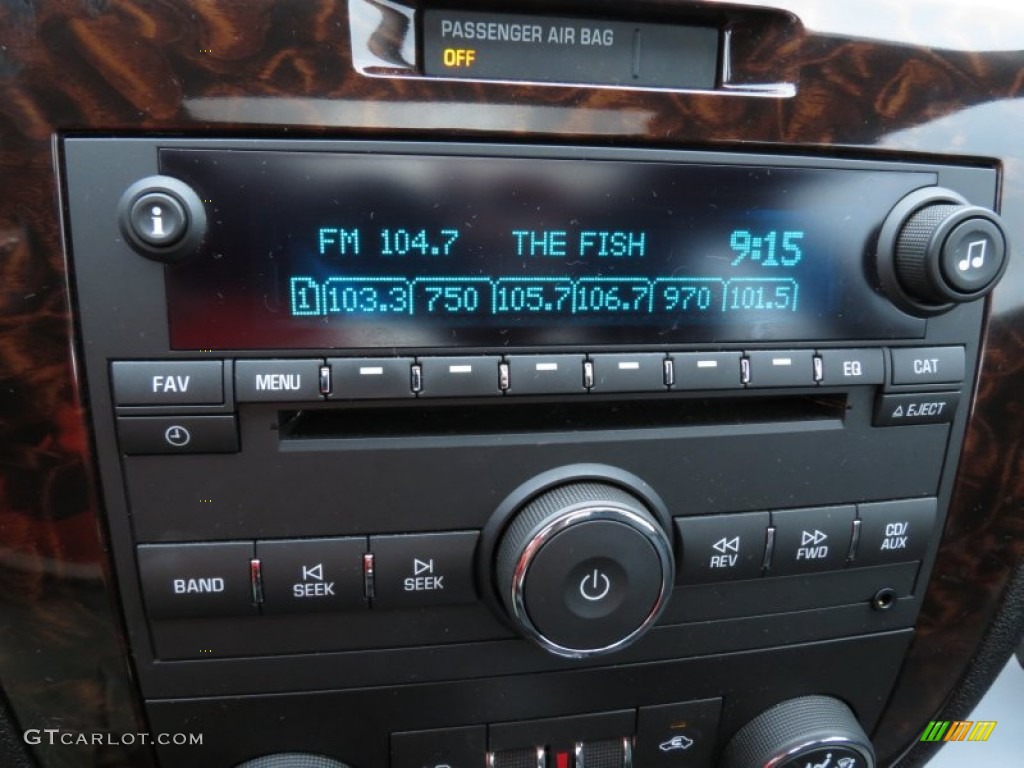 PASSENGER AIR BAG
OFF
i
FM 104.7 THE FISH 9:15
1 103.3 750 105.7 106.7 970 101.5
FAV MENU EQ CAT
EJECT
BAND SEEK SEEK REV FWD CD/
AUX
GTCARLOT.COM